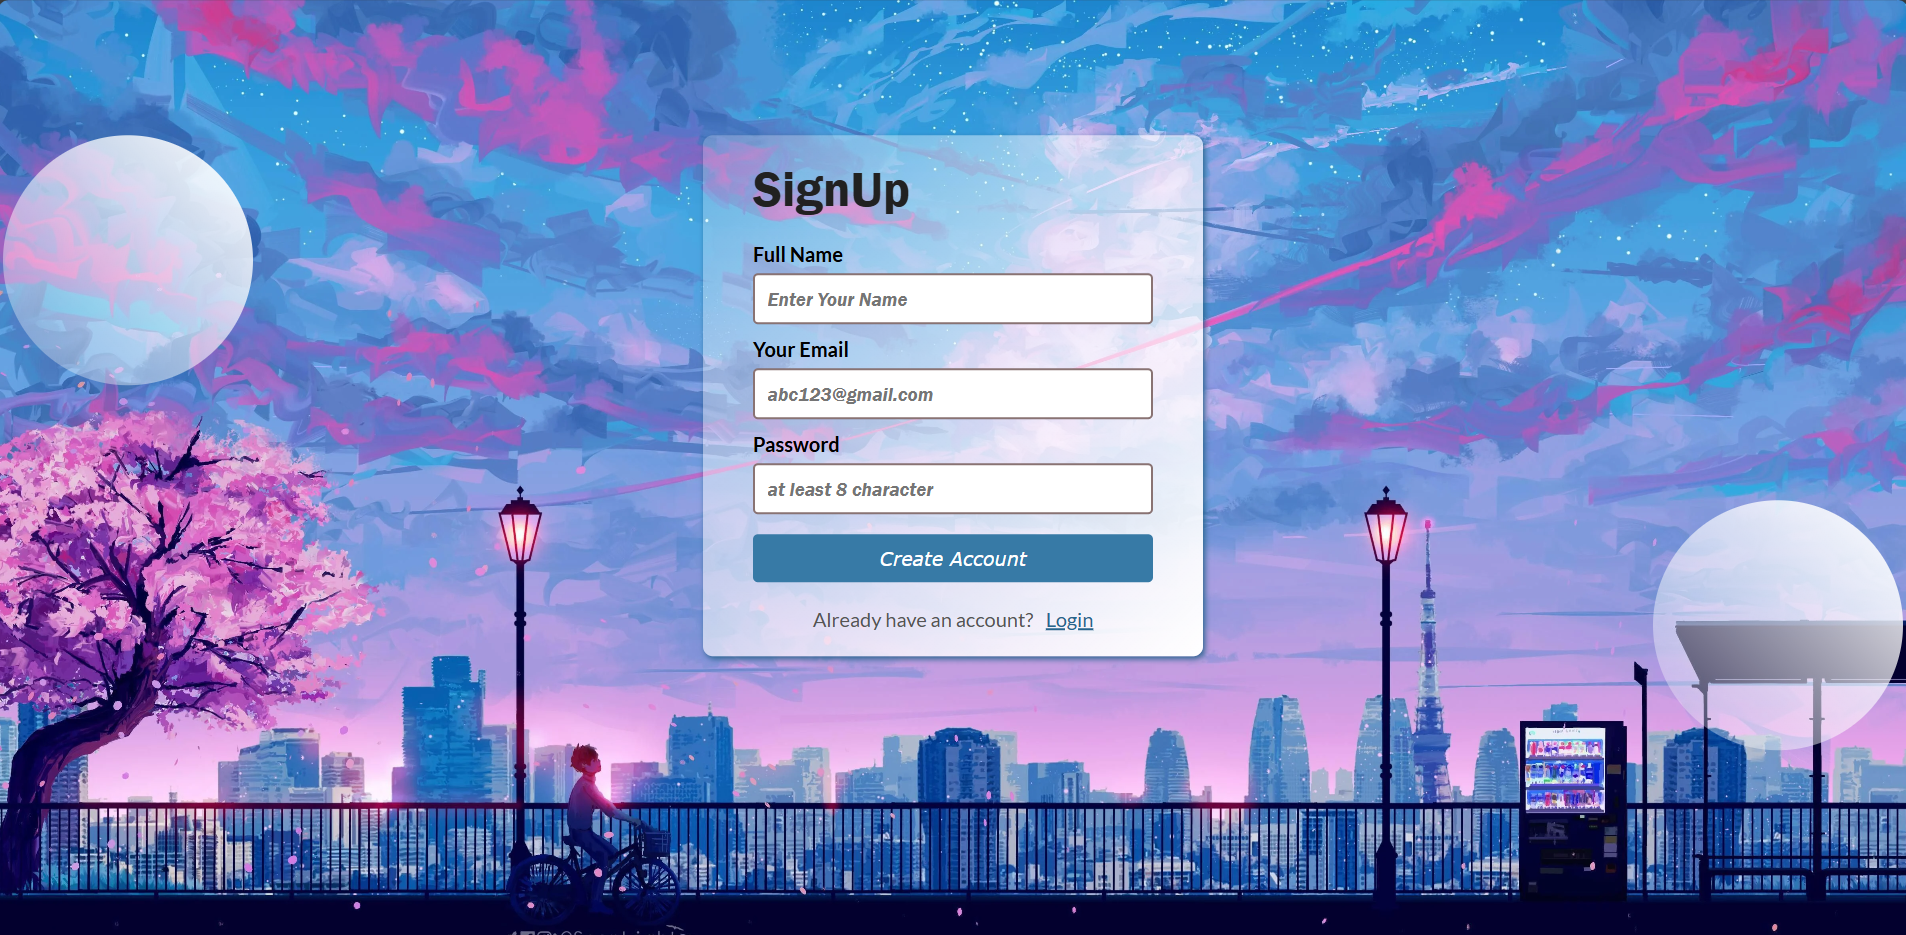 SignUp
Full Name
Enter Your Name
Your Email
abc123@gmail.com
Password
at least 8 character
Create Account
Already have an account? Login